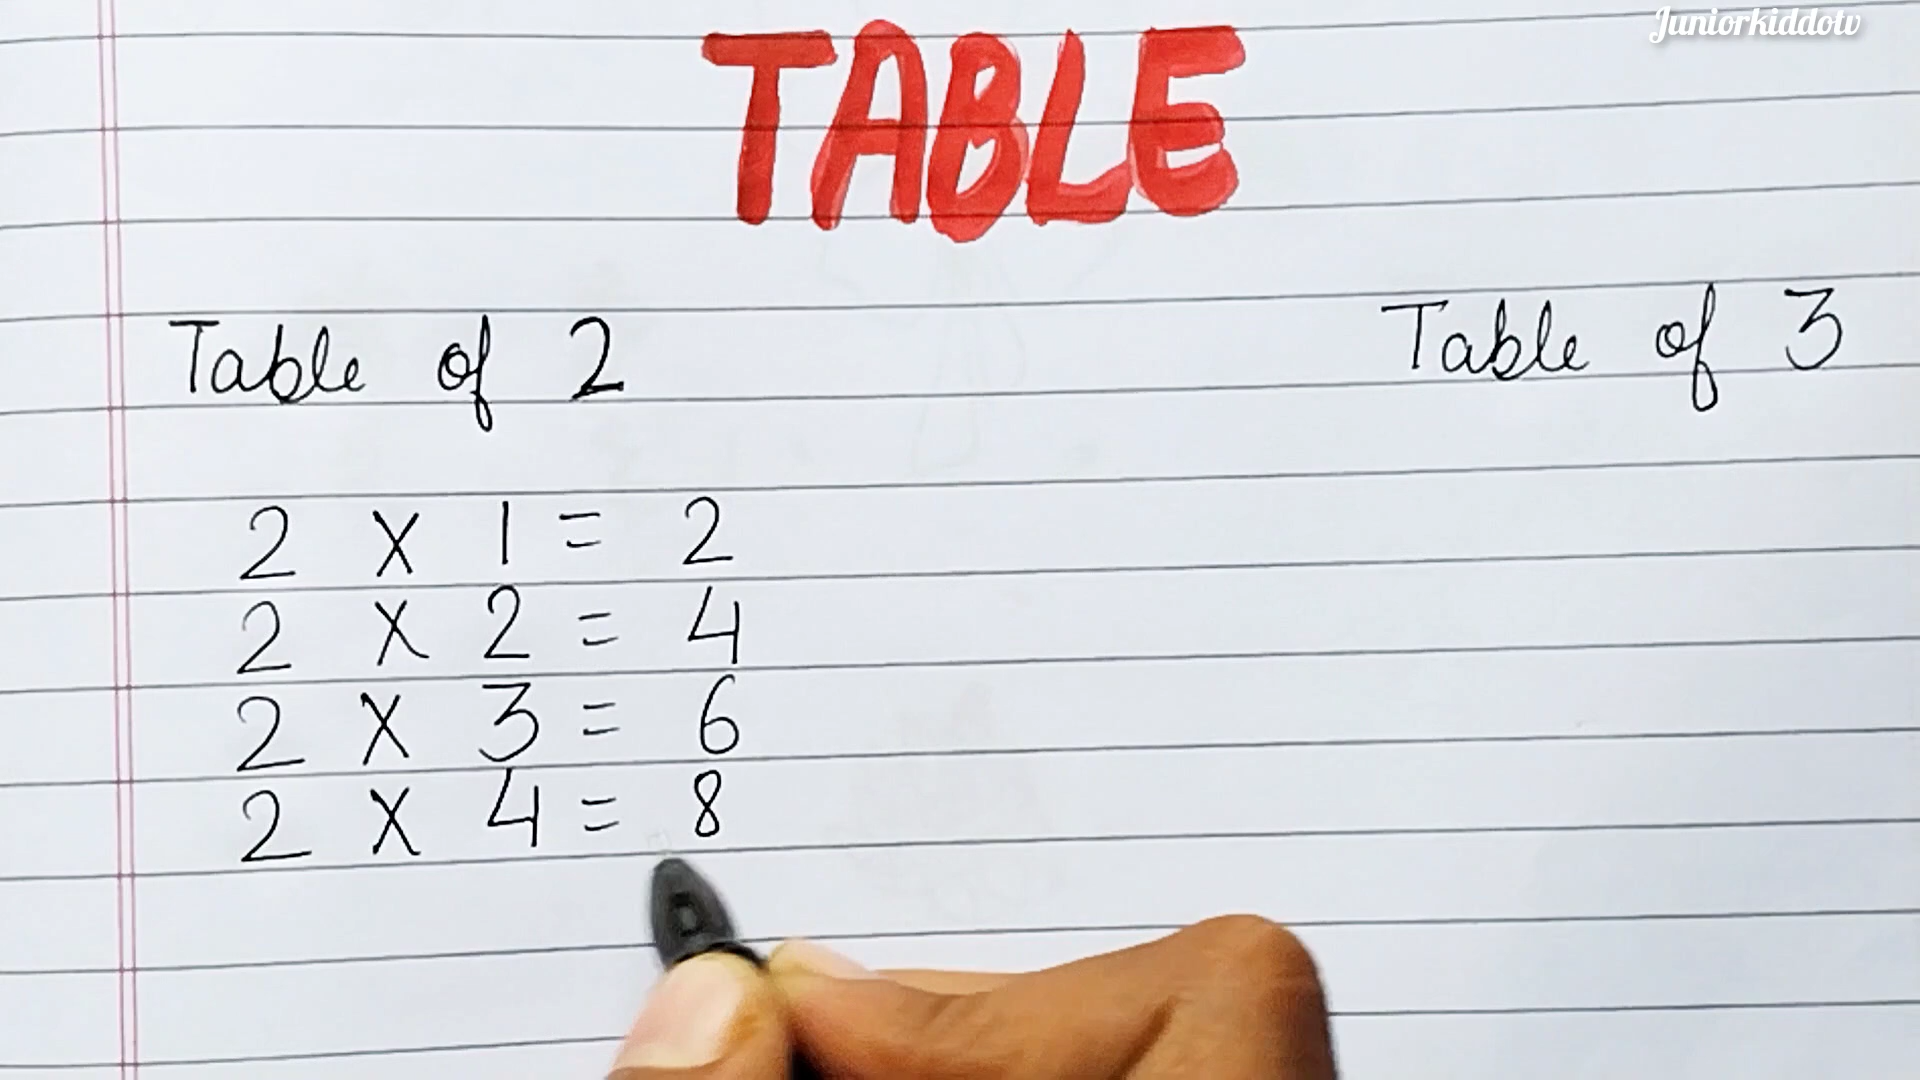 Juniorkiddotv
TABLE
Table of 2
Table of 3
2 X 1 = 2
2 X 2 = 4
2 X 3 = 6
2 X 4 = 8